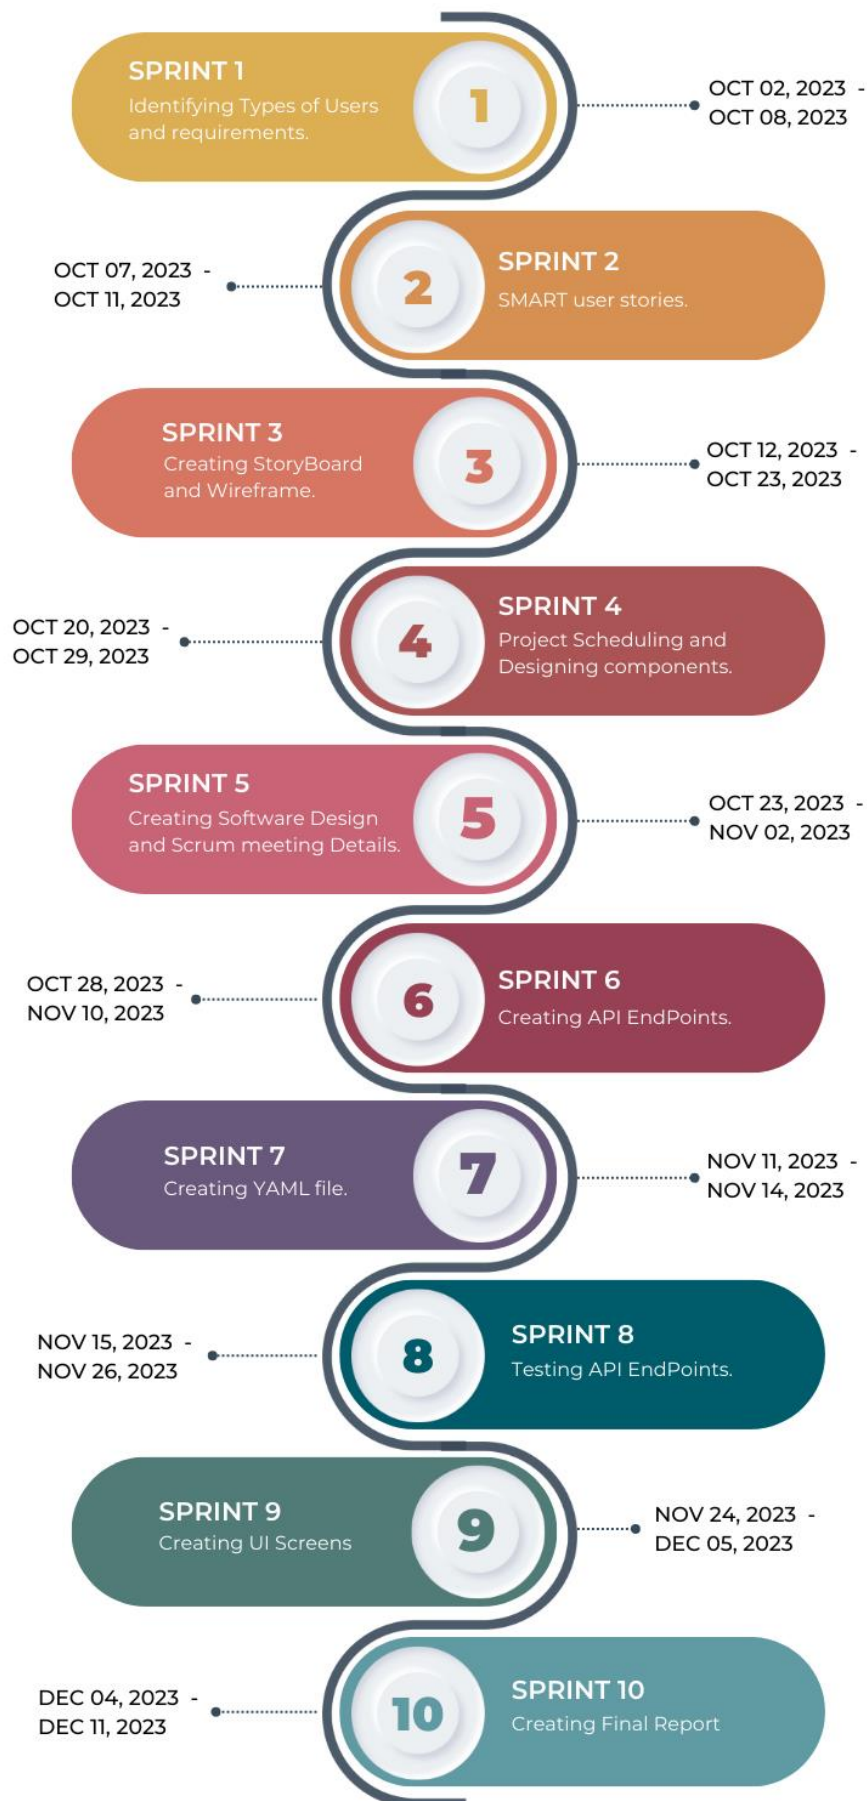 SPRINT 1
Identifying Types of Users
and requirements.
1
OCT 02, 2023 -
OCT 08, 2023
OCT 07, 2023 -
OCT 11, 2023
2
SPRINT 2
SMART user stories.
SPRINT 3
Creating StoryBoard
and Wireframe.
3
OCT 12, 2023 -
OCT 23, 2023
OCT 20, 2023 -
OCT 29, 2023
4
SPRINT 4
Project Scheduling and
Designing components.
SPRINT 5
Creating Software Design
and Scrum meeting Details.
5
OCT 23, 2023 -
NOV 02, 2023
OCT 28, 2023 -
NOV 10, 2023
6
SPRINT 6
Creating API EndPoints.
SPRINT 7
Creating YAML file.
7
NOV 11, 2023 -
NOV 14, 2023
NOV 15, 2023 -
NOV 26, 2023
8
SPRINT 8
Testing API EndPoints.
SPRINT 9
Creating UI Screens
9
NOV 24, 2023 -
DEC 05, 2023
DEC 04, 2023 -
DEC 11, 2023
10
SPRINT 10
Creating Final Report